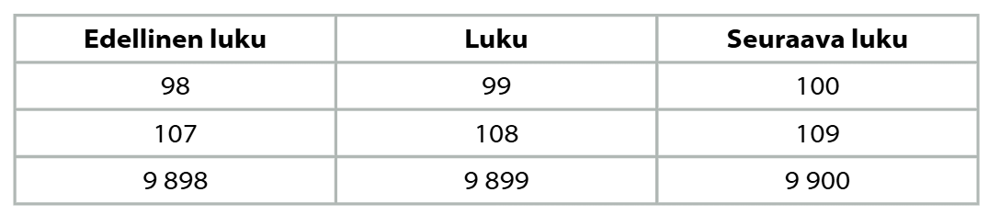 Edellinen luku Luku Seuraava luku
98 99 100
107 108 109
9 898 9 899 9 900